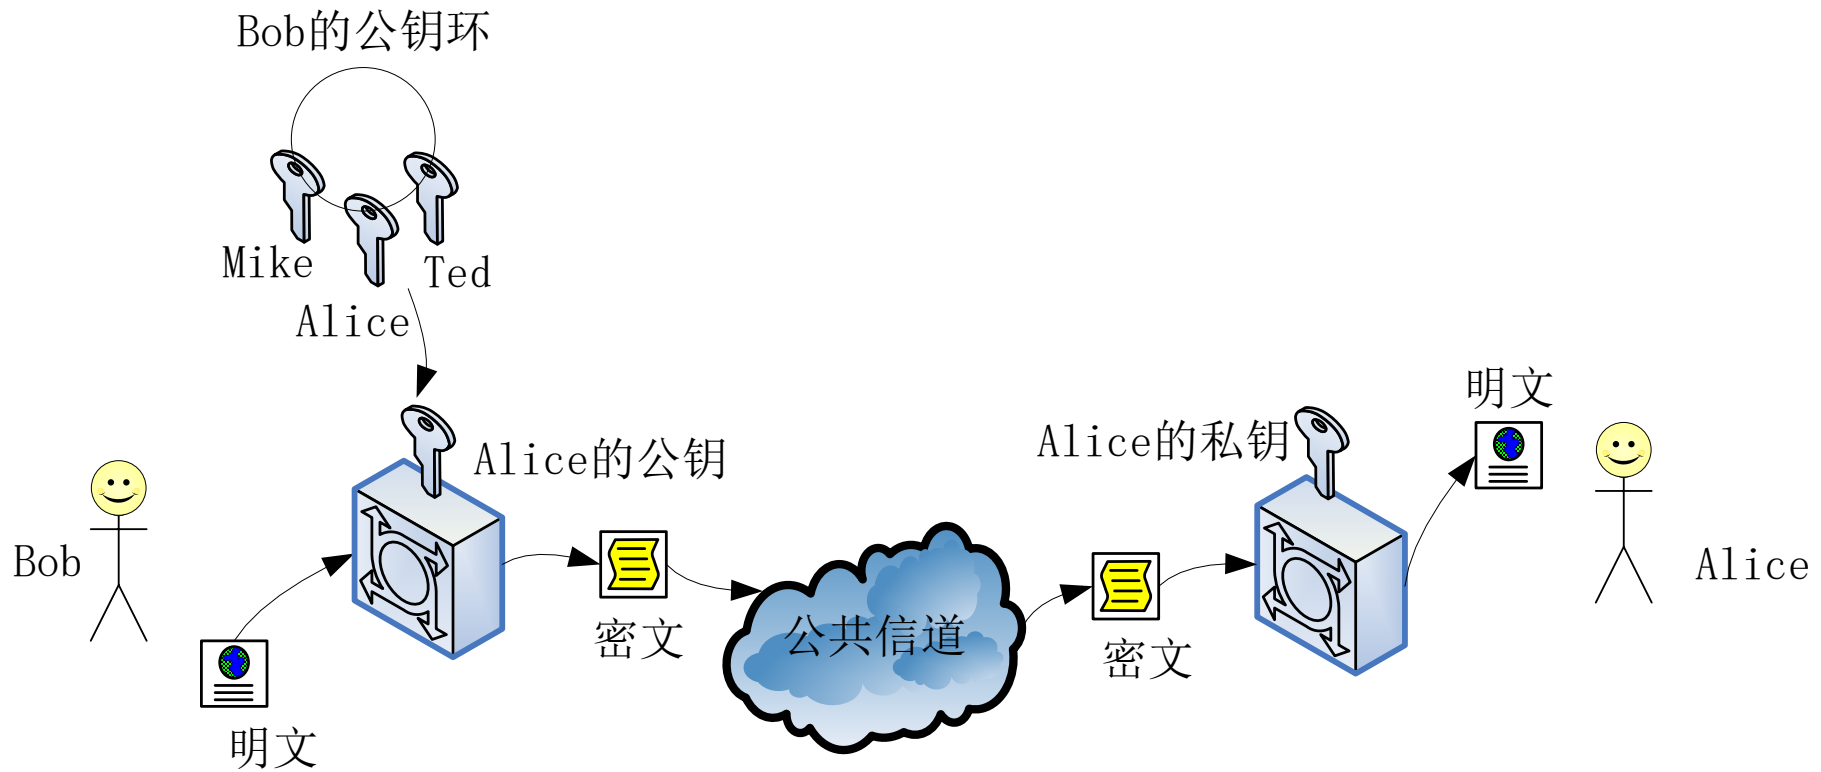 Bob的公钥环
Mike
Ted
Alice
Alice的公钥
Bob
明文
密文
公共信道
密文
Alice的私钥
明文
Alice